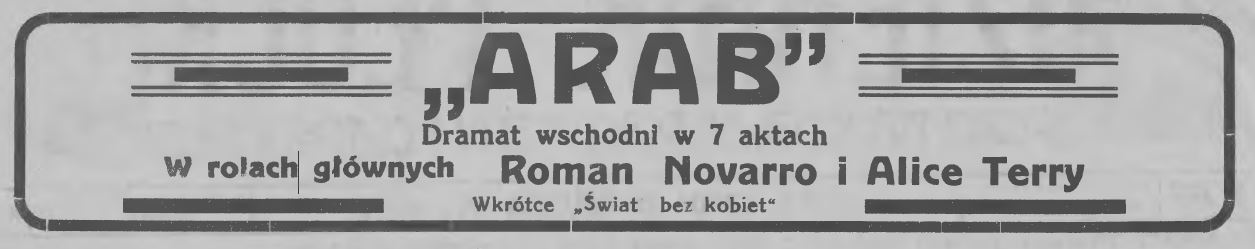 „ARAB”
Dramat wschodni w 7 aktach
W rolach głównych Roman Novarro i Alice Terry
Wkrótce „Świat bez kobiet“